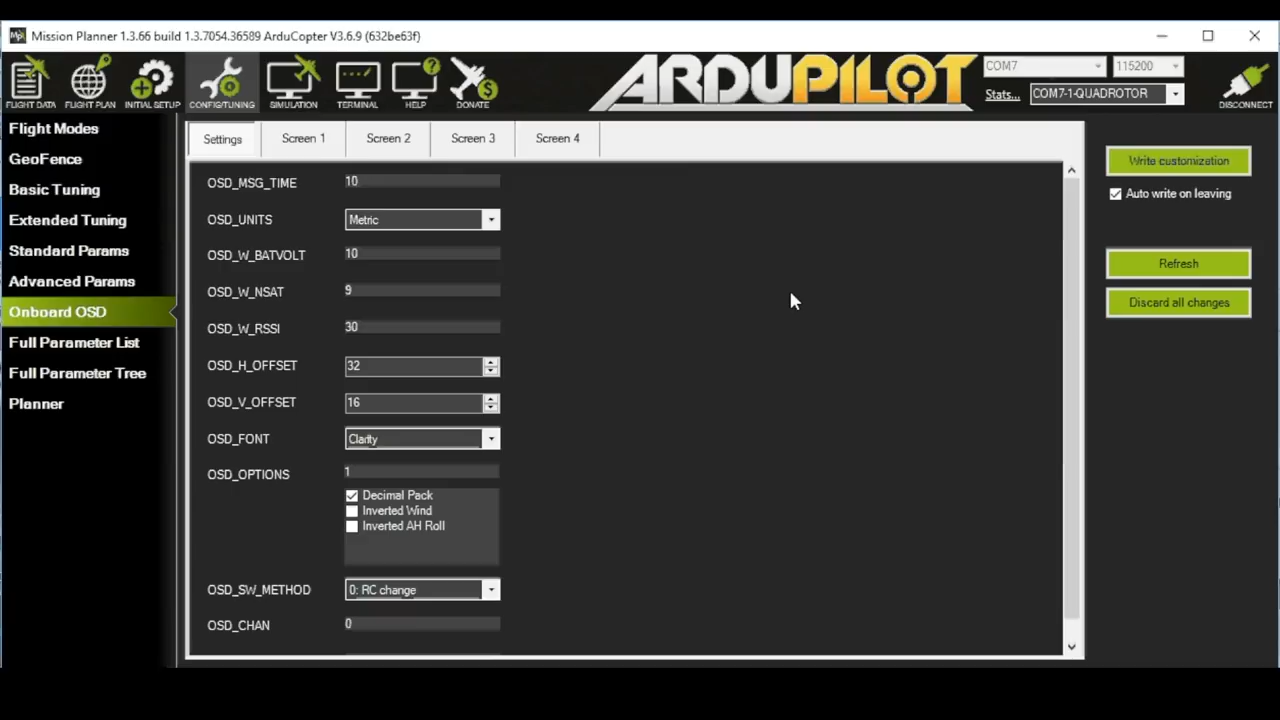 Mission Planner 1.3.66 build 1.3.7054.36589 ArduCopter V3.6.9 (632be63f)
FLIGHT DATA FLIGHT PLAN INITIAL SETUP CONFIG/TUNING SIMULATION TERMINAL HELP DONATE
ARDUPILOT
COM7 115200
Stats... COM7-1-QUADROTOR
DISCONNECT
Flight Modes
GeoFence
Basic Tuning
Extended Tuning
Standard Params
Advanced Params
Onboard OSD
Full Parameter List
Full Parameter Tree
Planner
Settings Screen 1 Screen 2 Screen 3 Screen 4
OSD_MSG_TIME 10
OSD_UNITS Metric
OSD_W_BATVOLT 10
OSD_W_NSAT 9
OSD_W_RSSI 30
OSD_H_OFFSET 32
OSD_V_OFFSET 16
OSD_FONT Clarity
OSD_OPTIONS 1
Decimal Pack
Inverted Wind
Inverted AH Roll
OSD_SW_METHOD 0: RC change
OSD_CHAN 0
Write customization
Auto write on leaving
Refresh
Discard all changes